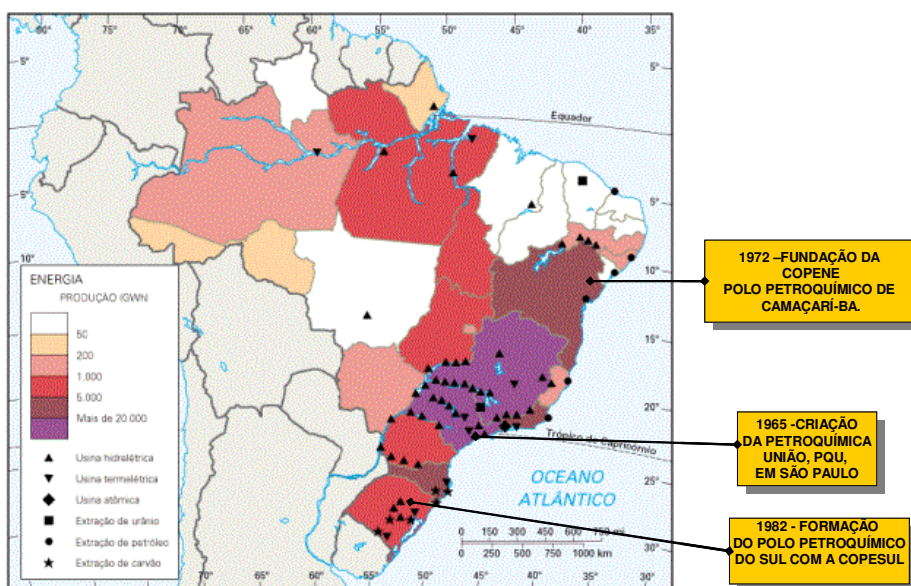 75°
70°
65°
60°
55°
50°
45°
40°
35°
5°
5°
Equador
5°
5°
10°
10°
15°
15°
20°
20°
25°
25°
30°
30°
Trópico de Capricórnio
OCEANO
ATLÂNTICO
150 300 450 600 750 mi
0
0 250 500 750 1000 km
70°
65°
60°
55°
50°
45°
40°
35°
ENERGIA
PRODUÇÃO (GWh)
50
200
1.000
5.000
Mais de 20 000
Usina hidrelétrica
Usina termelétrica
Usina atômica
Extração de urânio
Extração de petróleo
Extração de carvão
1972 –FUNDAÇÃO DA
COPENE
POLO PETROQUÍMICO DE
CAMAÇARÍ-BA.
1965 -CRIAÇÃO
DA PETROQUÍMICA
UNIÃO, PQU,
EM SÃO PAULO
1982 - FORMAÇÃO
DO POLO PETROQUÍMICO
DO SUL COM A COPESUL